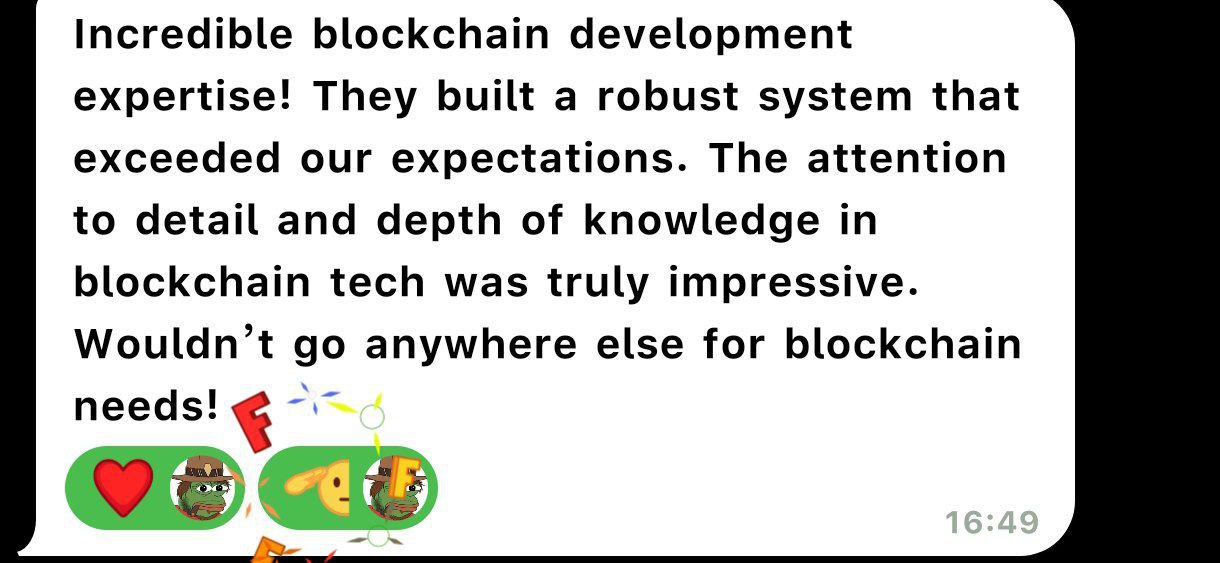 Incredible blockchain development
expertise! They built a robust system that
exceeded our expectations. The attention
to detail and depth of knowledge in
blockchain tech was truly impressive.
Wouldn’t go anywhere else for blockchain
needs!
F
F
F
16:49